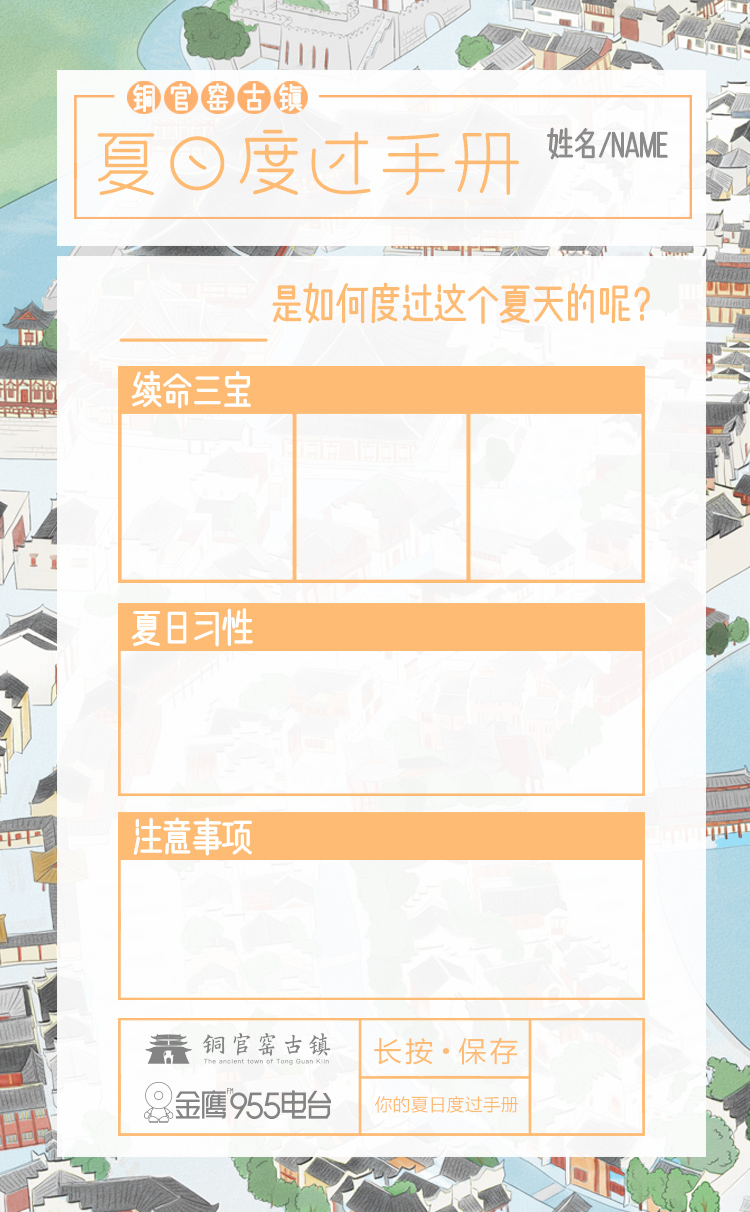 铜官窑古镇
夏日度过手册
姓名/NAME
是如何度过这个夏天的呢?
续命三宝
夏日习性
注意事项
铜官窑古镇
The ancient town of Tong Guan Kiln
金鹰955电台
FM
长按·保存
你的夏日度过手册